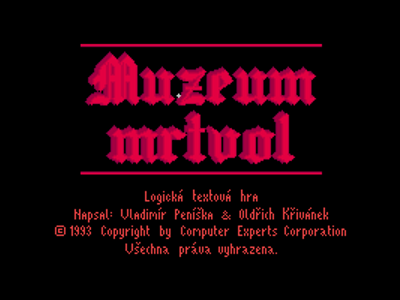 Muzeum
mrtvol
Logická textová hra
Napsal: Vladimír Peníška & Oldřich Křivánek
© 1993 Copyright by Computer Experts Corporation
Všechna práva vyhrazena.